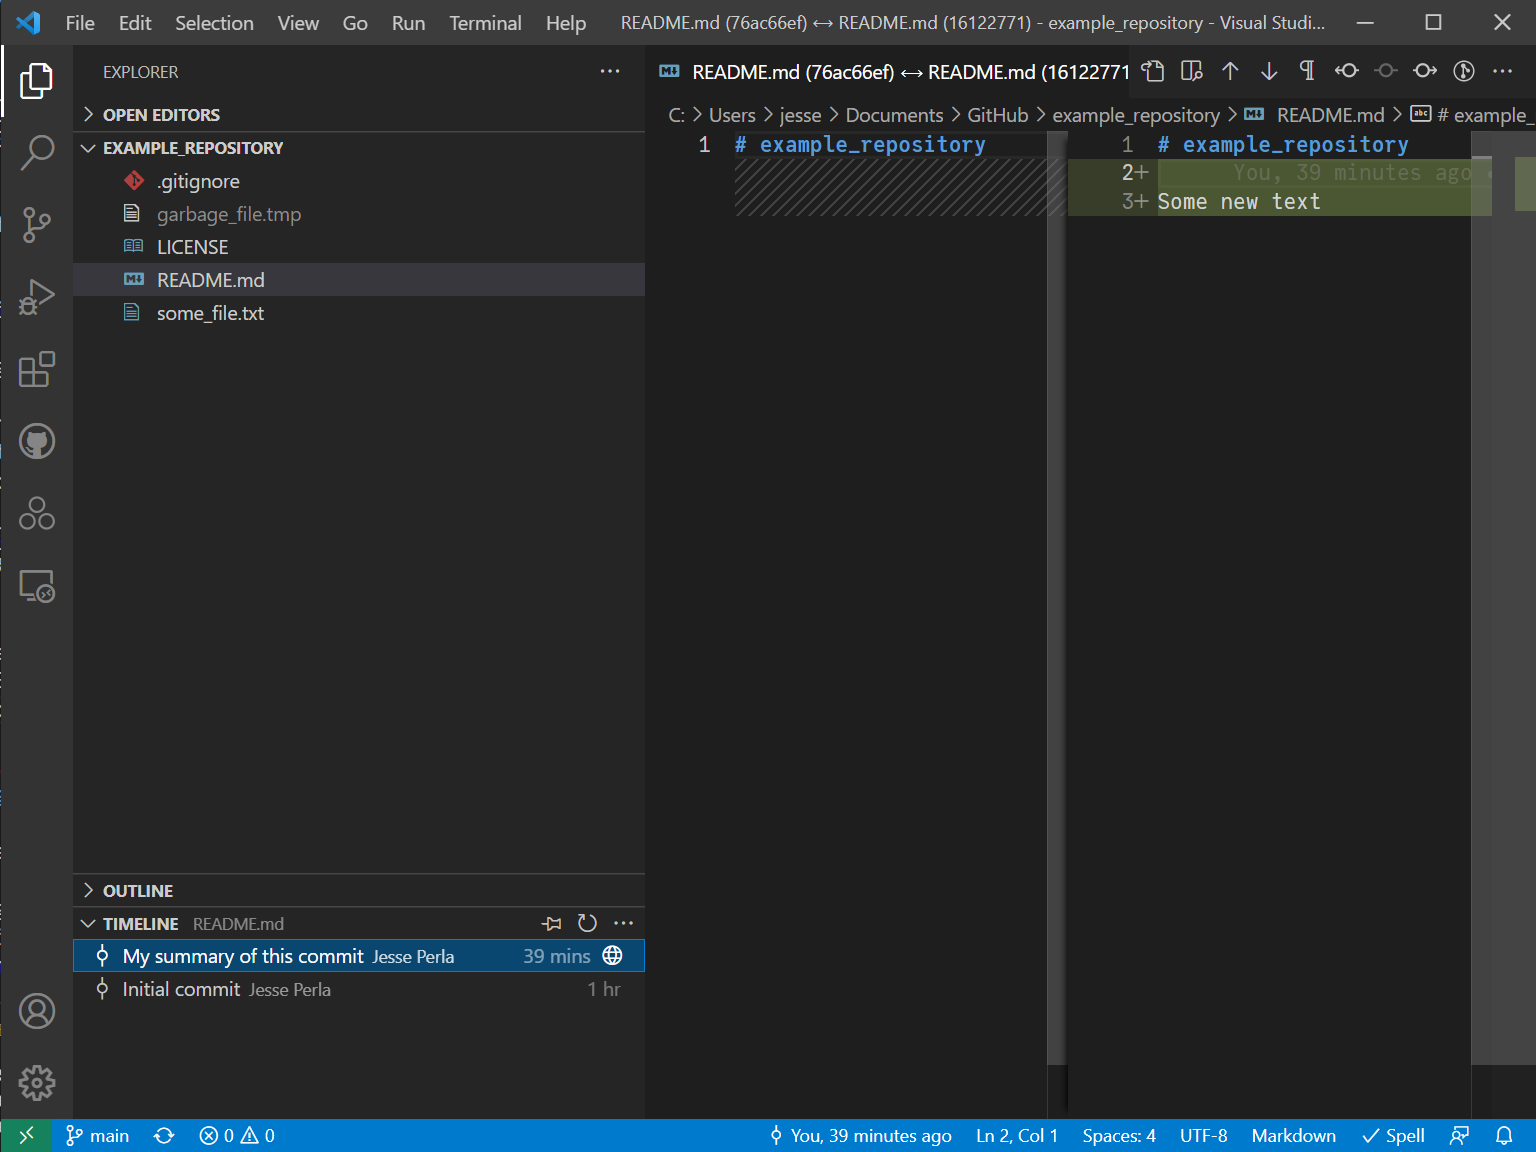 File Edit Selection View Go Run Terminal Help README.md (76ac66ef) ↔ README.md (16122771) - example_repository - Visual Studi...
EXPLORER
OPEN EDITORS
EXAMPLE_REPOSITORY
.gitignore
garbage_file.tmp
LICENSE
README.md
some_file.txt
OUTLINE
TIMELINE README.md
My summary of this commit Jesse Perla 39 mins
Initial commit Jesse Perla 1 hr
README.md (76ac66ef) ↔ README.md (16122771
C: > Users > jesse > Documents > GitHub > example_repository > README.md > # example_
1 # example_repository
1 # example_repository
2+ You, 39 minutes ago
3+ Some new text
main 0 0 You, 39 minutes ago Ln 2, Col 1 Spaces: 4 UTF-8 Markdown Spell